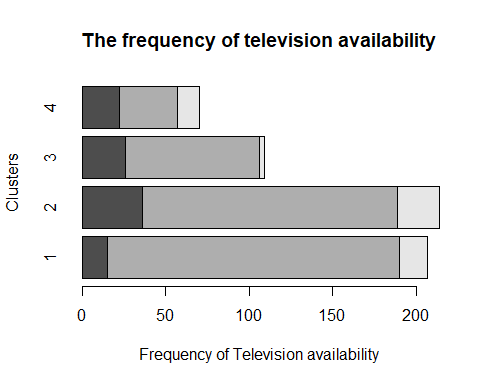 The frequency of television availability
Clusters
4
3
2
1
0 50 100 150 200
Frequency of Television availability